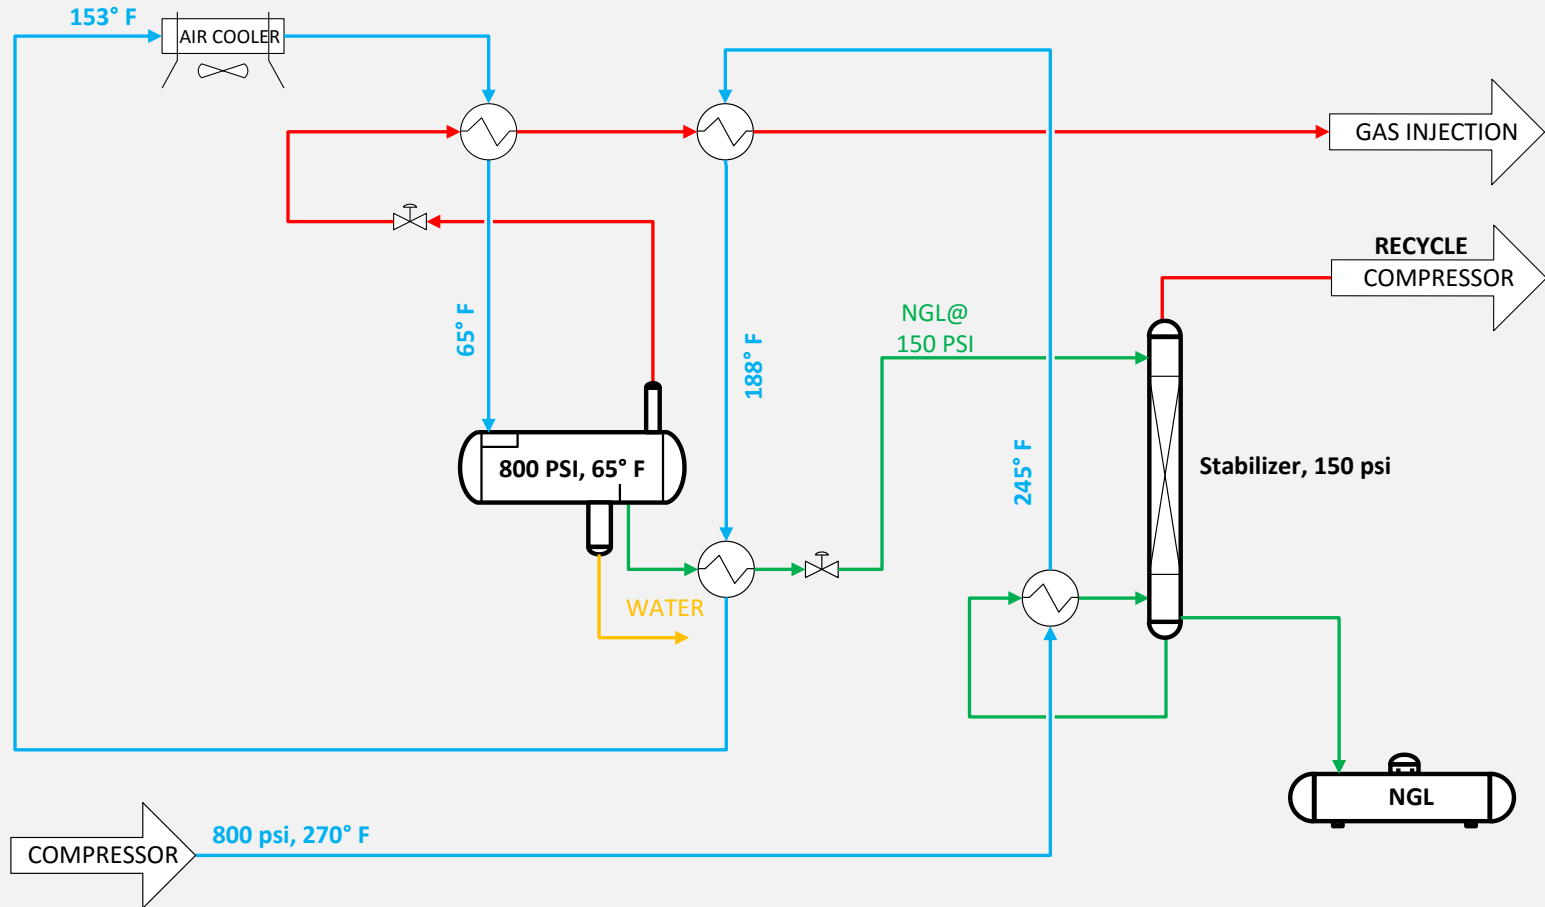 153° F
AIR COOLER
GAS INJECTION
RECYCLE
COMPRESSOR
65° F
NGL@
150 PSI
188° F
245° F
800 PSI, 65° F
Stabilizer, 150 psi
WATER
NGL
800 psi, 270° F
COMPRESSOR